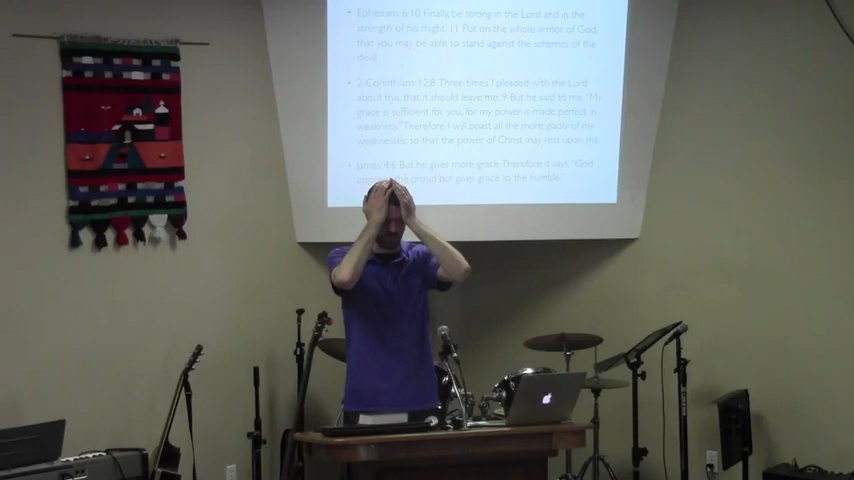 • Ephesians 6:10 Finally, be strong in the Lord and in the
strength of his might. 11 Put on the whole armor of God,
that you may be able to stand against the schemes of the
devil.
• 2 Corinthians 12:8 Three times I pleaded with the Lord
about this, that it should leave me. 9 But he said to me, "My
grace is sufficient for you, for my power is made perfect in
weakness." Therefore I will boast all the more gladly of my
weaknesses, so that the power of Christ may rest upon me.
• James 4:6 But he gives more grace. Therefore it says, "God
the proud but gives grace to the humble."